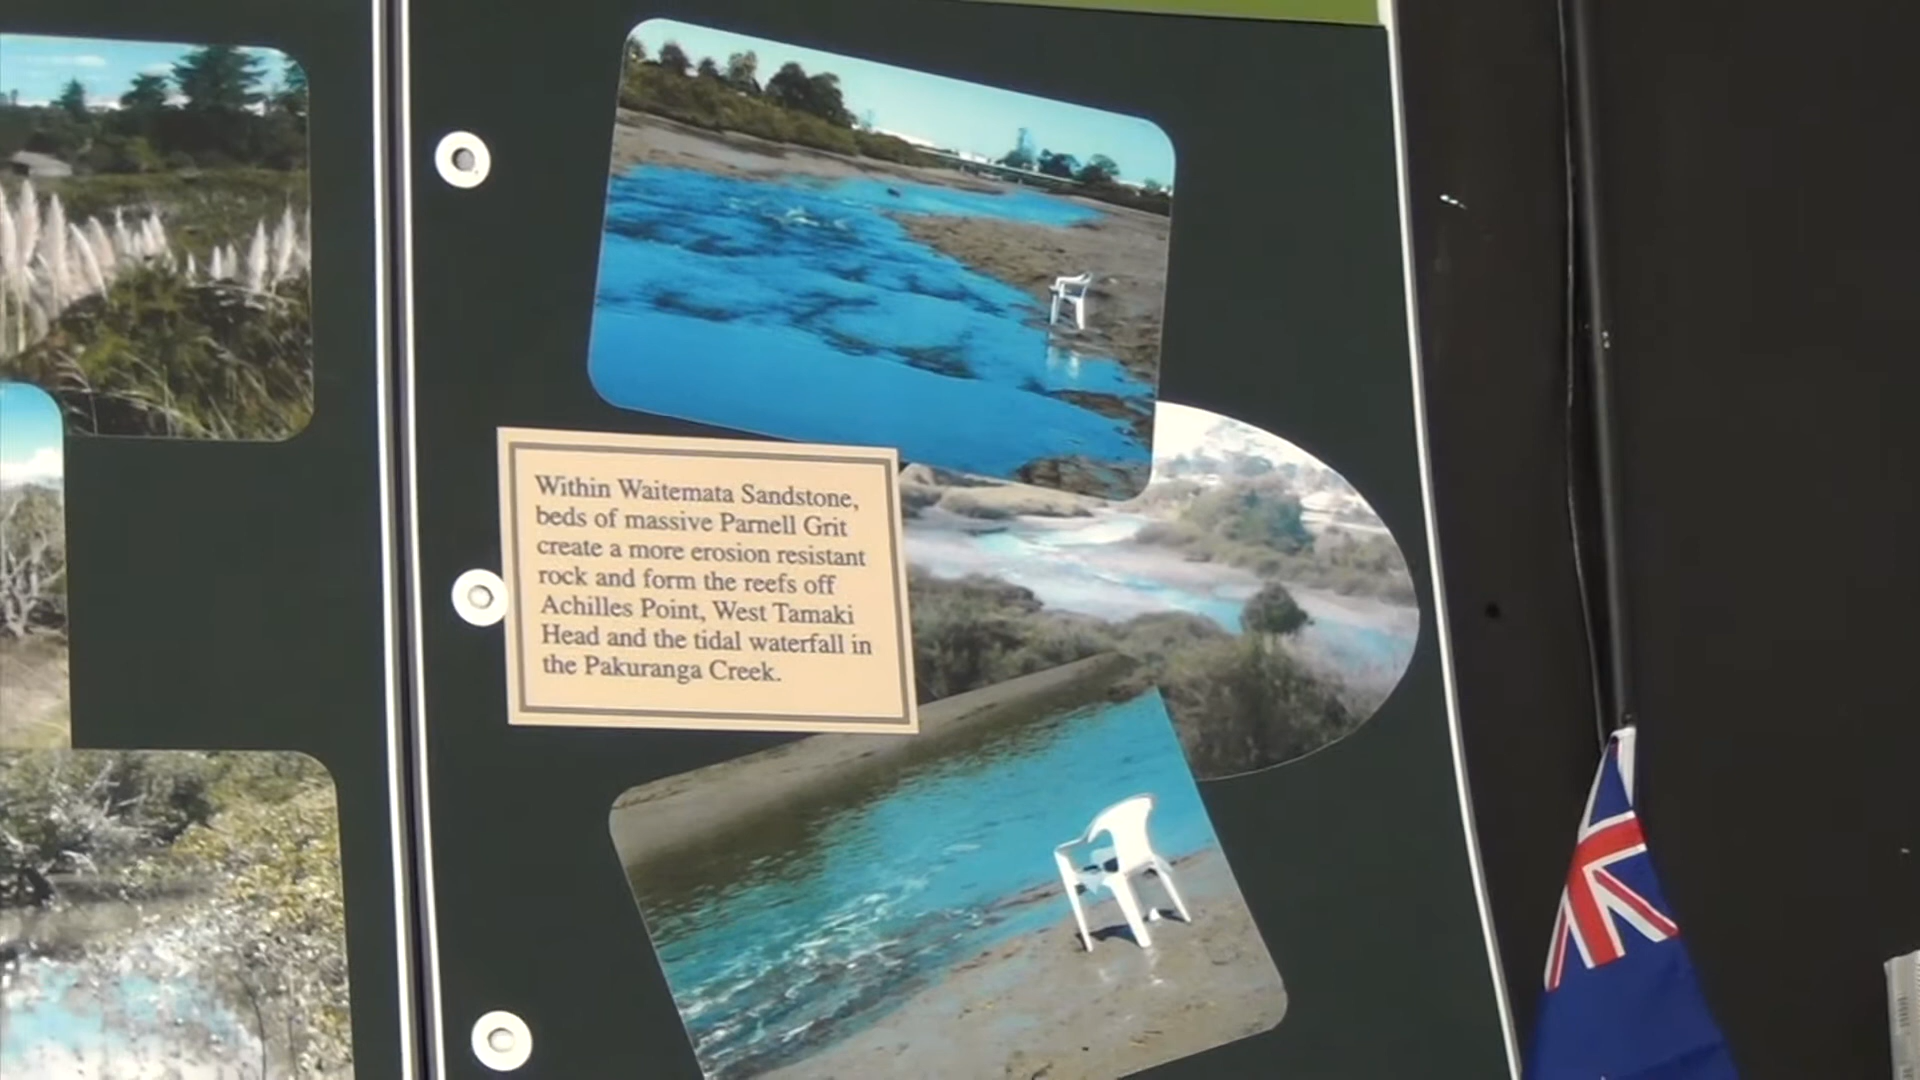 Within Waitemata Sandstone,
beds of massive Parnell Grit
create a more erosion resistant
rock and form the reefs off
Achilles Point, West Tamaki
Head and the tidal waterfall in
the Pakuranga Creek.